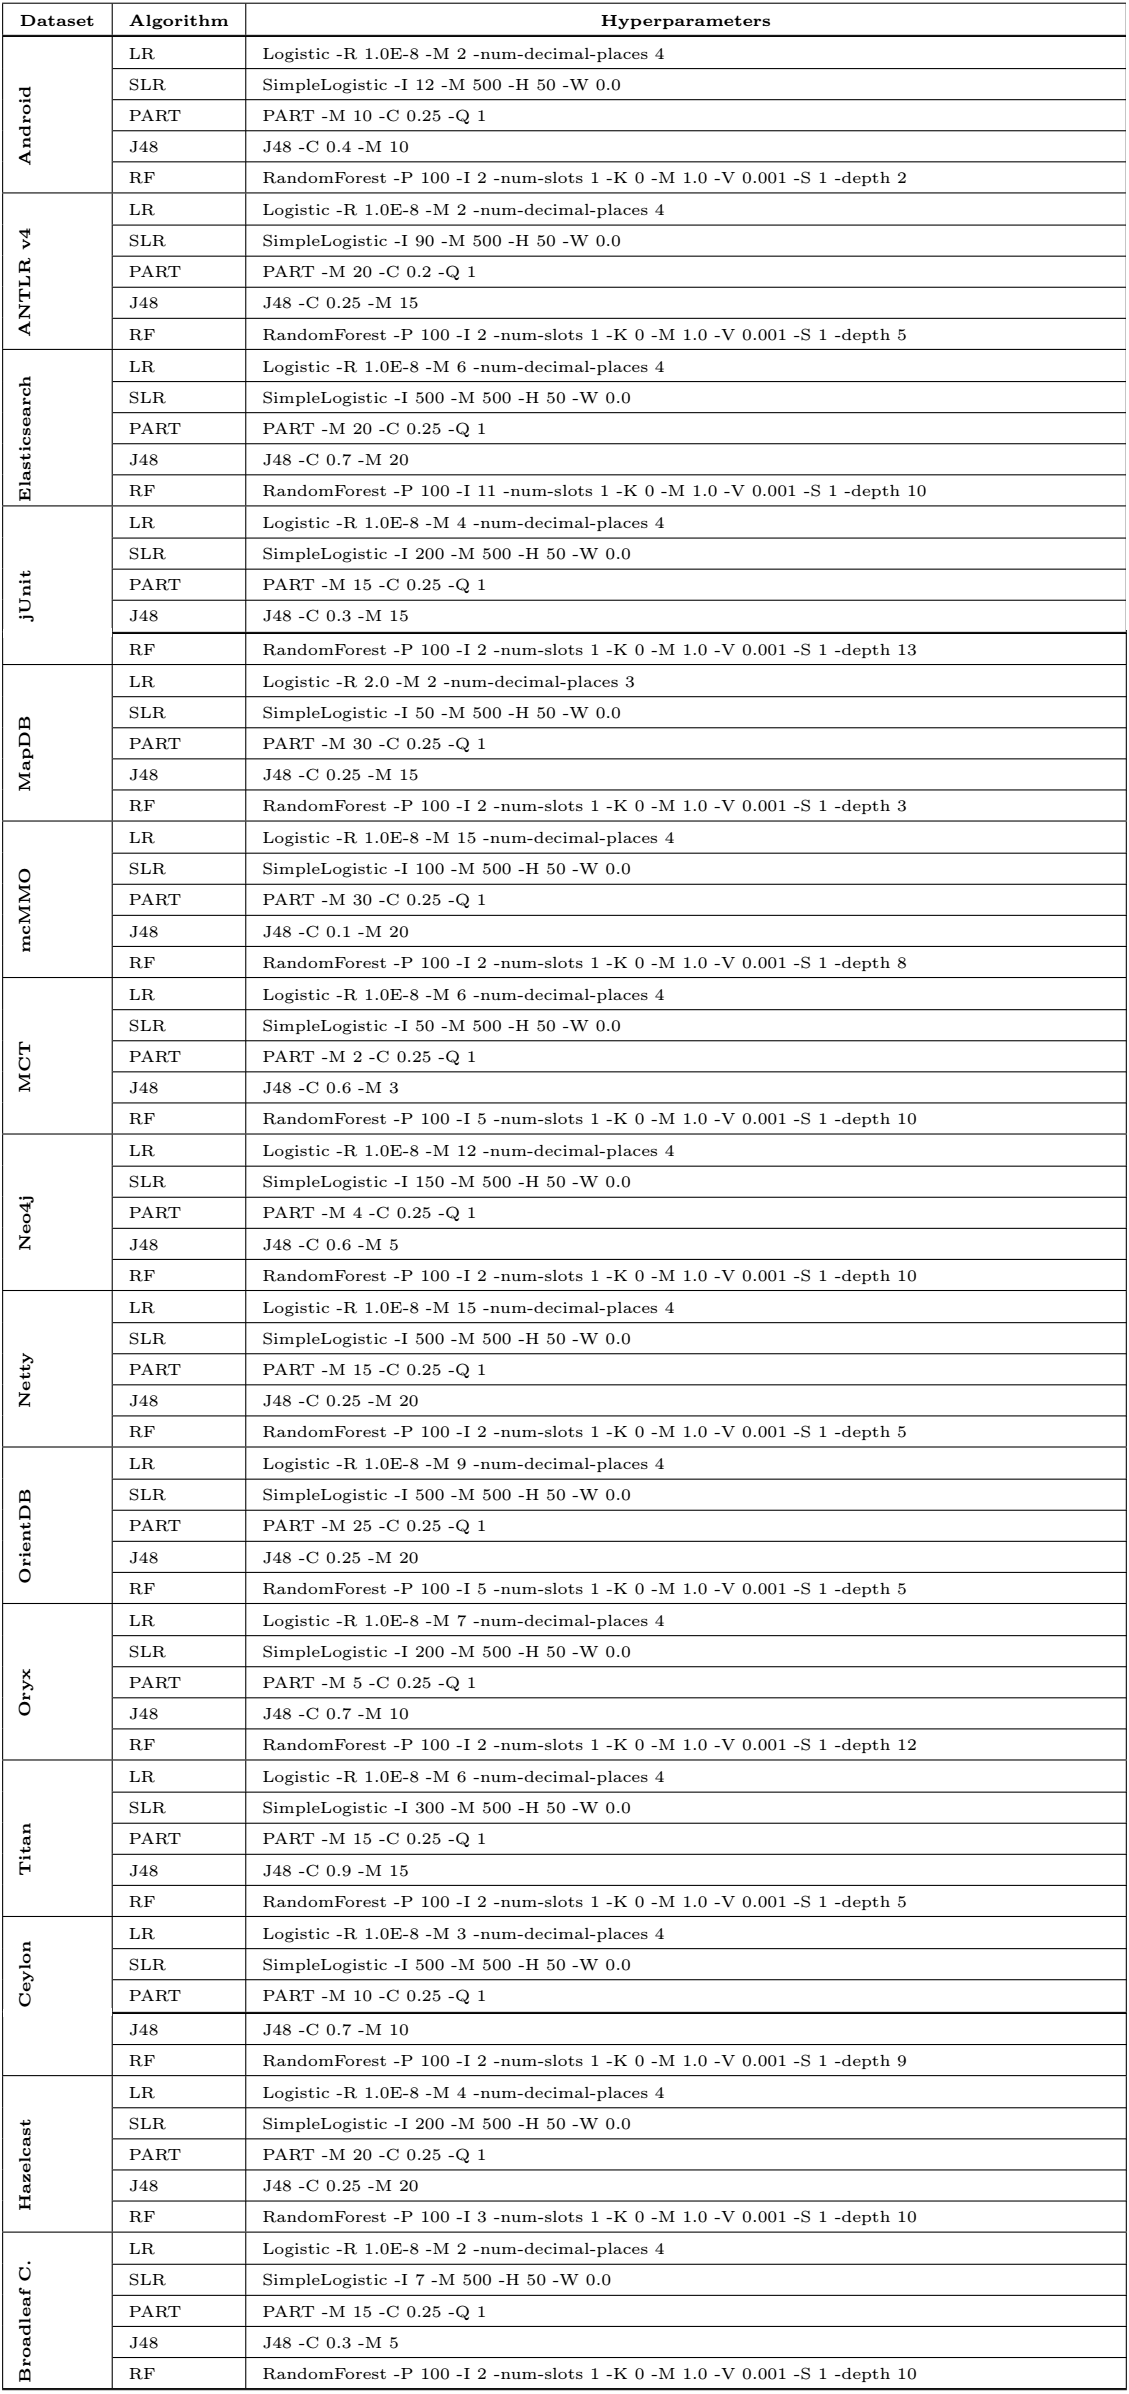 Dataset Algorithm Hyperparameters
Android
LR Logistic -R 1.0E-8 -M 2 -num-decimal-places 4
SLR SimpleLogistic -I 12 -M 500 -H 50 -W 0.0
PART PART -M 10 -C 0.25 -Q 1
J48 J48 -C 0.4 -M 10
RF RandomForest -P 100 -I 2 -num-slots 1 -K 0 -M 1.0 -V 0.001 -S 1 -depth 2
ANTLR v4
LR Logistic -R 1.0E-8 -M 2 -num-decimal-places 4
SLR SimpleLogistic -I 90 -M 500 -H 50 -W 0.0
PART PART -M 20 -C 0.2 -Q 1
J48 J48 -C 0.25 -M 15
RF RandomForest -P 100 -I 2 -num-slots 1 -K 0 -M 1.0 -V 0.001 -S 1 -depth 5
Elasticsearch
LR Logistic -R 1.0E-8 -M 6 -num-decimal-places 4
SLR SimpleLogistic -I 500 -M 500 -H 50 -W 0.0
PART PART -M 20 -C 0.25 -Q 1
J48 J48 -C 0.7 -M 20
RF RandomForest -P 100 -I 11 -num-slots 1 -K 0 -M 1.0 -V 0.001 -S 1 -depth 10
jUnit
LR Logistic -R 1.0E-8 -M 4 -num-decimal-places 4
SLR SimpleLogistic -I 200 -M 500 -H 50 -W 0.0
PART PART -M 15 -C 0.25 -Q 1
J48 J48 -C 0.3 -M 15
RF RandomForest -P 100 -I 2 -num-slots 1 -K 0 -M 1.0 -V 0.001 -S 1 -depth 13
MapDB
LR Logistic -R 2.0 -M 2 -num-decimal-places 3
SLR SimpleLogistic -I 50 -M 500 -H 50 -W 0.0
PART PART -M 30 -C 0.25 -Q 1
J48 J48 -C 0.25 -M 15
RF RandomForest -P 100 -I 2 -num-slots 1 -K 0 -M 1.0 -V 0.001 -S 1 -depth 3
mcMMO
LR Logistic -R 1.0E-8 -M 15 -num-decimal-places 4
SLR SimpleLogistic -I 100 -M 500 -H 50 -W 0.0
PART PART -M 30 -C 0.25 -Q 1
J48 J48 -C 0.1 -M 20
RF RandomForest -P 100 -I 2 -num-slots 1 -K 0 -M 1.0 -V 0.001 -S 1 -depth 8
MCT
LR Logistic -R 1.0E-8 -M 6 -num-decimal-places 4
SLR SimpleLogistic -I 50 -M 500 -H 50 -W 0.0
PART PART -M 2 -C 0.25 -Q 1
J48 J48 -C 0.6 -M 3
RF RandomForest -P 100 -I 5 -num-slots 1 -K 0 -M 1.0 -V 0.001 -S 1 -depth 10
Neo4j
LR Logistic -R 1.0E-8 -M 12 -num-decimal-places 4
SLR SimpleLogistic -I 150 -M 500 -H 50 -W 0.0
PART PART -M 4 -C 0.25 -Q 1
J48 J48 -C 0.6 -M 5
RF RandomForest -P 100 -I 2 -num-slots 1 -K 0 -M 1.0 -V 0.001 -S 1 -depth 10
Netty
LR Logistic -R 1.0E-8 -M 15 -num-decimal-places 4
SLR SimpleLogistic -I 500 -M 500 -H 50 -W 0.0
PART PART -M 15 -C 0.25 -Q 1
J48 J48 -C 0.25 -M 20
RF RandomForest -P 100 -I 2 -num-slots 1 -K 0 -M 1.0 -V 0.001 -S 1 -depth 5
OrientDB
LR Logistic -R 1.0E-8 -M 9 -num-decimal-places 4
SLR SimpleLogistic -I 500 -M 500 -H 50 -W 0.0
PART PART -M 25 -C 0.25 -Q 1
J48 J48 -C 0.25 -M 20
RF RandomForest -P 100 -I 5 -num-slots 1 -K 0 -M 1.0 -V 0.001 -S 1 -depth 5
Oryx
LR Logistic -R 1.0E-8 -M 7 -num-decimal-places 4
SLR SimpleLogistic -I 200 -M 500 -H 50 -W 0.0
PART PART -M 5 -C 0.25 -Q 1
J48 J48 -C 0.7 -M 10
RF RandomForest -P 100 -I 2 -num-slots 1 -K 0 -M 1.0 -V 0.001 -S 1 -depth 12
Titan
LR Logistic -R 1.0E-8 -M 6 -num-decimal-places 4
SLR SimpleLogistic -I 300 -M 500 -H 50 -W 0.0
PART PART -M 15 -C 0.25 -Q 1
J48 J48 -C 0.9 -M 15
RF RandomForest -P 100 -I 2 -num-slots 1 -K 0 -M 1.0 -V 0.001 -S 1 -depth 5
Ceylon
LR Logistic -R 1.0E-8 -M 3 -num-decimal-places 4
SLR SimpleLogistic -I 500 -M 500 -H 50 -W 0.0
PART PART -M 10 -C 0.25 -Q 1
J48 J48 -C 0.7 -M 10
RF RandomForest -P 100 -I 2 -num-slots 1 -K 0 -M 1.0 -V 0.001 -S 1 -depth 9
Hazelcast
LR Logistic -R 1.0E-8 -M 4 -num-decimal-places 4
SLR SimpleLogistic -I 200 -M 500 -H 50 -W 0.0
PART PART -M 20 -C 0.25 -Q 1
J48 J48 -C 0.25 -M 20
RF RandomForest -P 100 -I 3 -num-slots 1 -K 0 -M 1.0 -V 0.001 -S 1 -depth 10
Broadleaf C.
LR Logistic -R 1.0E-8 -M 2 -num-decimal-places 4
SLR SimpleLogistic -I 7 -M 500 -H 50 -W 0.0
PART PART -M 15 -C 0.25 -Q 1
J48 J48 -C 0.3 -M 5
RF RandomForest -P 100 -I 2 -num-slots 1 -K 0 -M 1.0 -V 0.001 -S 1 -depth 10